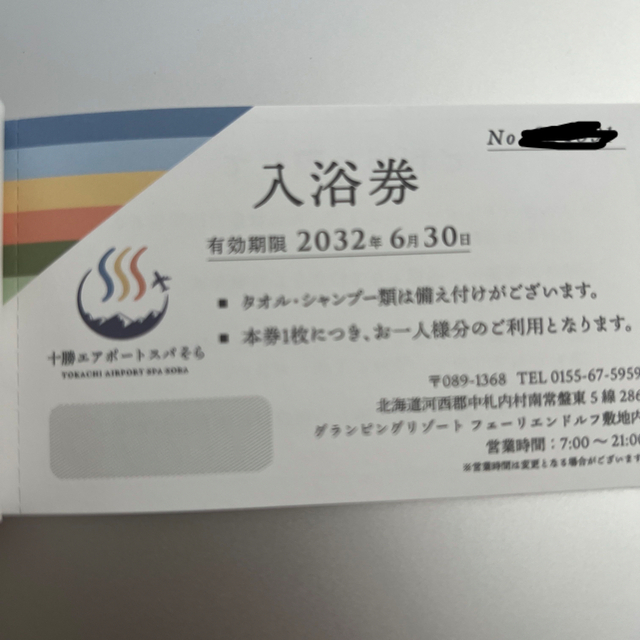 No
入浴券
有効期限 2032年 6月30日
■ タオル・シャンプー類は備え付けがございます。
■ 本券1枚につき、お一人様分のご利用となります。
十勝エアポートスパそら
TOKACHI AIRPORT SPA SORA
〒089-1368 TEL 0155-67-5959
北海道河西郡中札内村南常盤東5線 286
グランピングリゾート フェーリエンドルフ敷地内
営業時間：7:00～21:00
※営業時間は変更となる場合がございます